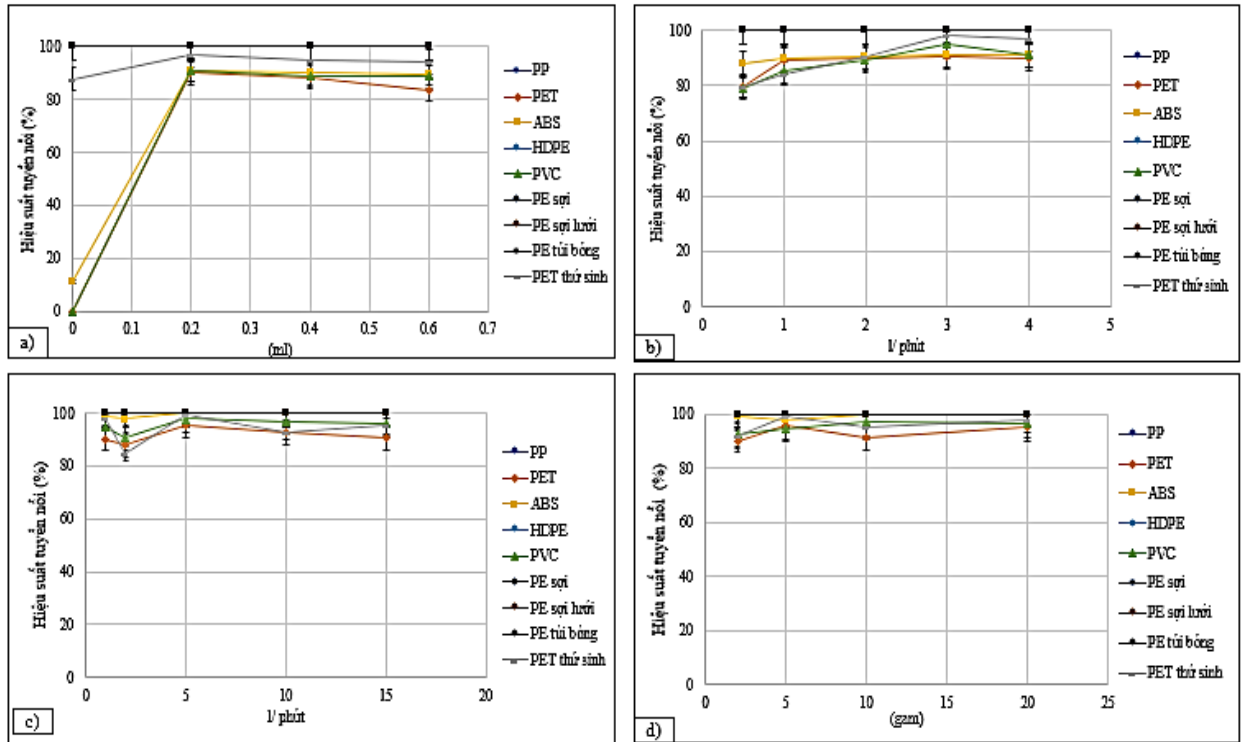 Hiệu suất tuyển nổi (%)
100
80
60
40
20
0
0 0.1 0.2 0.3 0.4 0.5 0.6 0.7
(ml)
a)
PP
PET
ABS
HDPE
PVC
PE sợi
PE sợi lưới
PE túi bóng
PET thứ sinh
Hiệu suất tuyển nổi (%)
100
80
60
40
20
0
0 1 2 3 4 5
l/ phút
b)
PP
PET
ABS
HDPE
PVC
PE sợi
PE sợi lưới
PE túi bóng
PET thứ sinh
Hiệu suất tuyển nổi (%)
100
80
60
40
20
0
0 5 10 15 20
l/ phút
c)
PP
PET
ABS
HDPE
PVC
PE sợi
PE sợi lưới
PE túi bóng
PET thứ sinh
Hiệu suất tuyển nổi (%)
100
80
60
40
20
0
0 5 10 15 20 25
(gam)
d)
PP
PET
ABS
HDPE
PVC
PE sợi
PE sợi lưới
PE túi bóng
PET thứ sinh